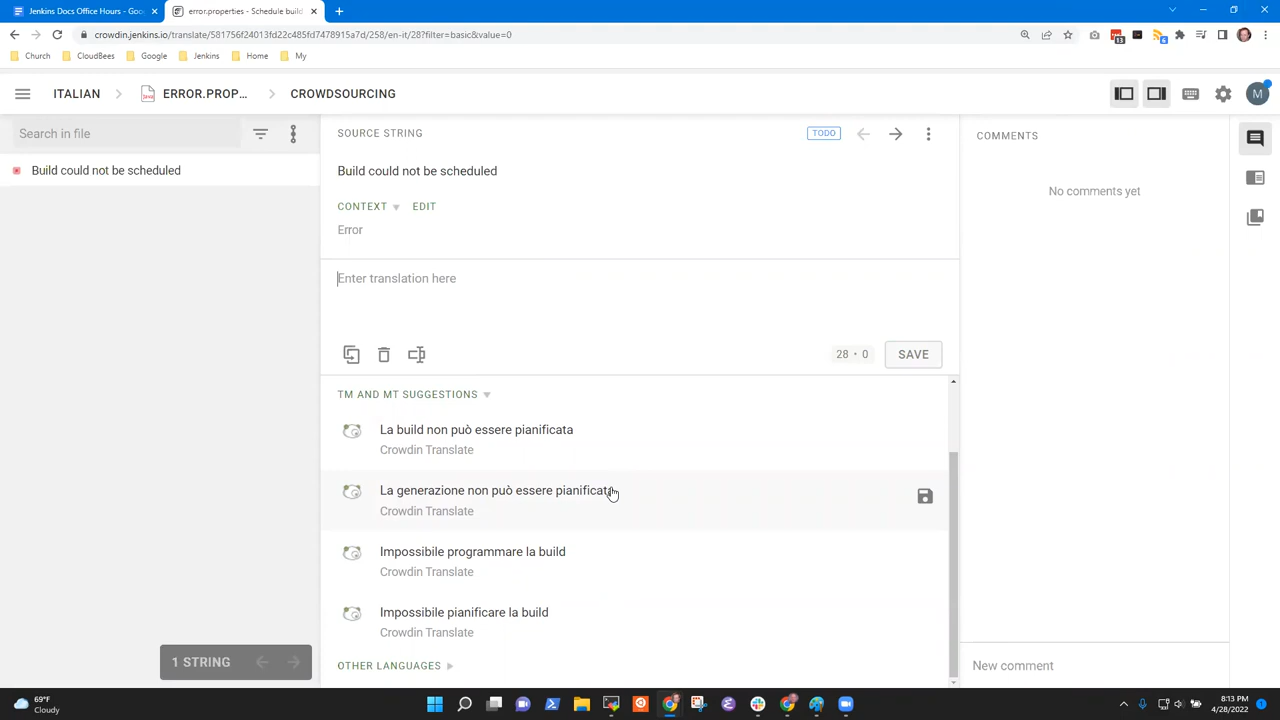 Jenkins Docs Office Hours - Goo
error.properties - Schedule build
crowdin.jenkins.io/translate/581756f24013fd22c485fd7478915a7d/258/en-it/28?filter=basic&value=0
Church
CloudBees
Google
Jenkins
Home
My
ITALIAN
ERROR.PROP...
CROWDSOURCING
M
Search in file
Build could not be scheduled
SOURCE STRING
TODO
Build could not be scheduled
CONTEXT
EDIT
Error
Enter translation here
28 • 0
SAVE
TM AND MT SUGGESTIONS
La build non può essere pianificata
Crowdin Translate
La generazione non può essere pianificata
Crowdin Translate
Impossibile programmare la build
Crowdin Translate
Impossibile pianificare la build
Crowdin Translate
OTHER LANGUAGES
1 STRING
COMMENTS
No comments yet
New comment
69°F
Cloudy
8:13 PM
4/28/2022